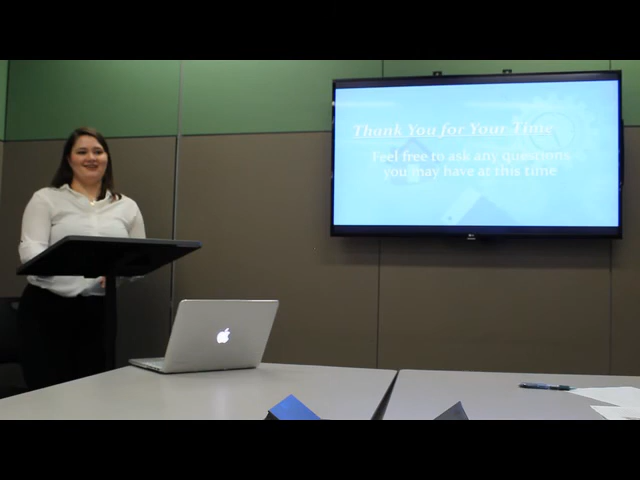 Thank You for Your Time
Feel free to ask any questions
you may have at this time